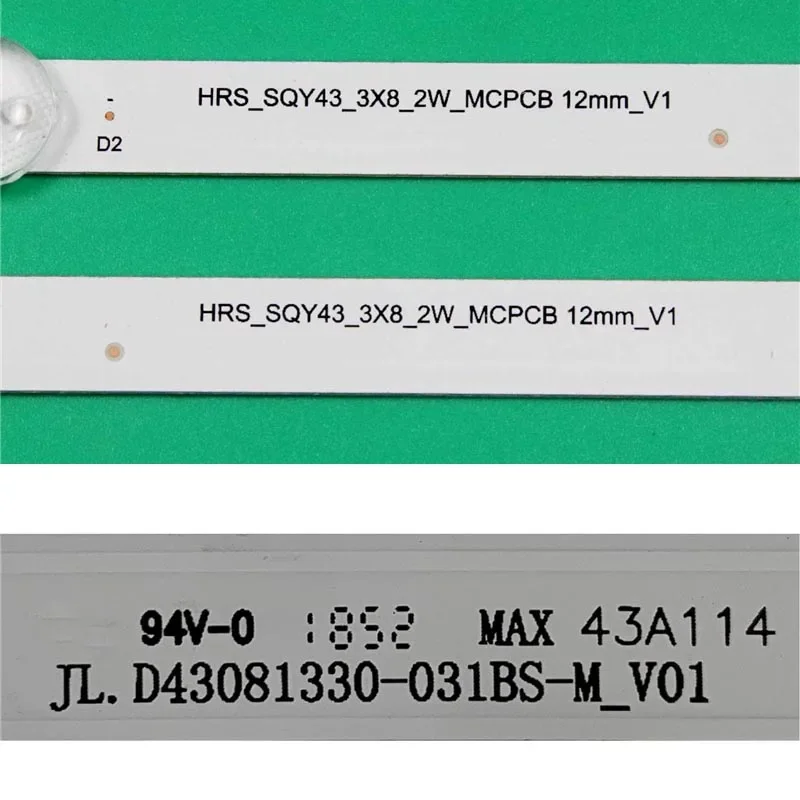 HRS_SQY43_3X8_2W_MCPCB 12mm_V1
-
D2
HRS_SQY43_3X8_2W_MCPCB 12mm_V1
94V-0 1852 MAX 43A114
JL.D43081330-031BS-M_V01